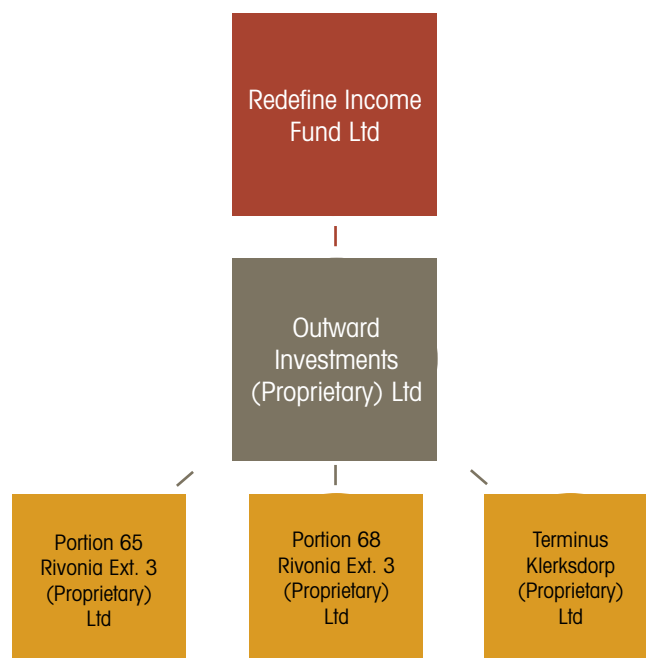 Redefine Income
Fund Ltd
Outward
Investments
(Proprietary) Ltd
Portion 65
Rivonia Ext. 3
(Proprietary)
Ltd
Portion 68
Rivonia Ext. 3
(Proprietary)
Ltd
Terminus
Klerksdorp
(Proprietary)
Ltd